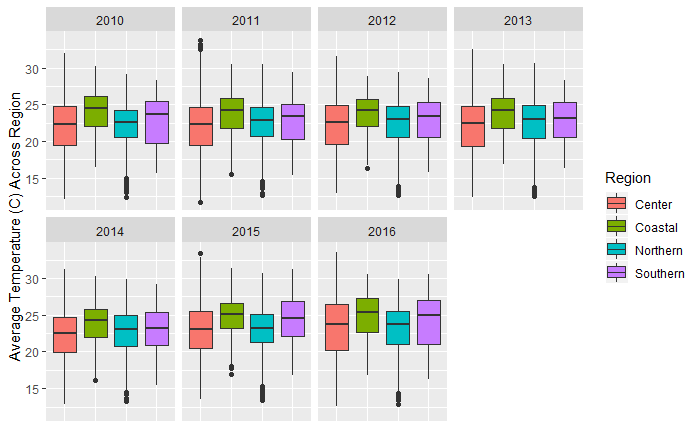 2010 2011 2012 2013
30
25
20
15
2014 2015 2016
30
25
20
15
Average Temperature (C) Across Region
Region
Center
Coastal
Northern
Southern